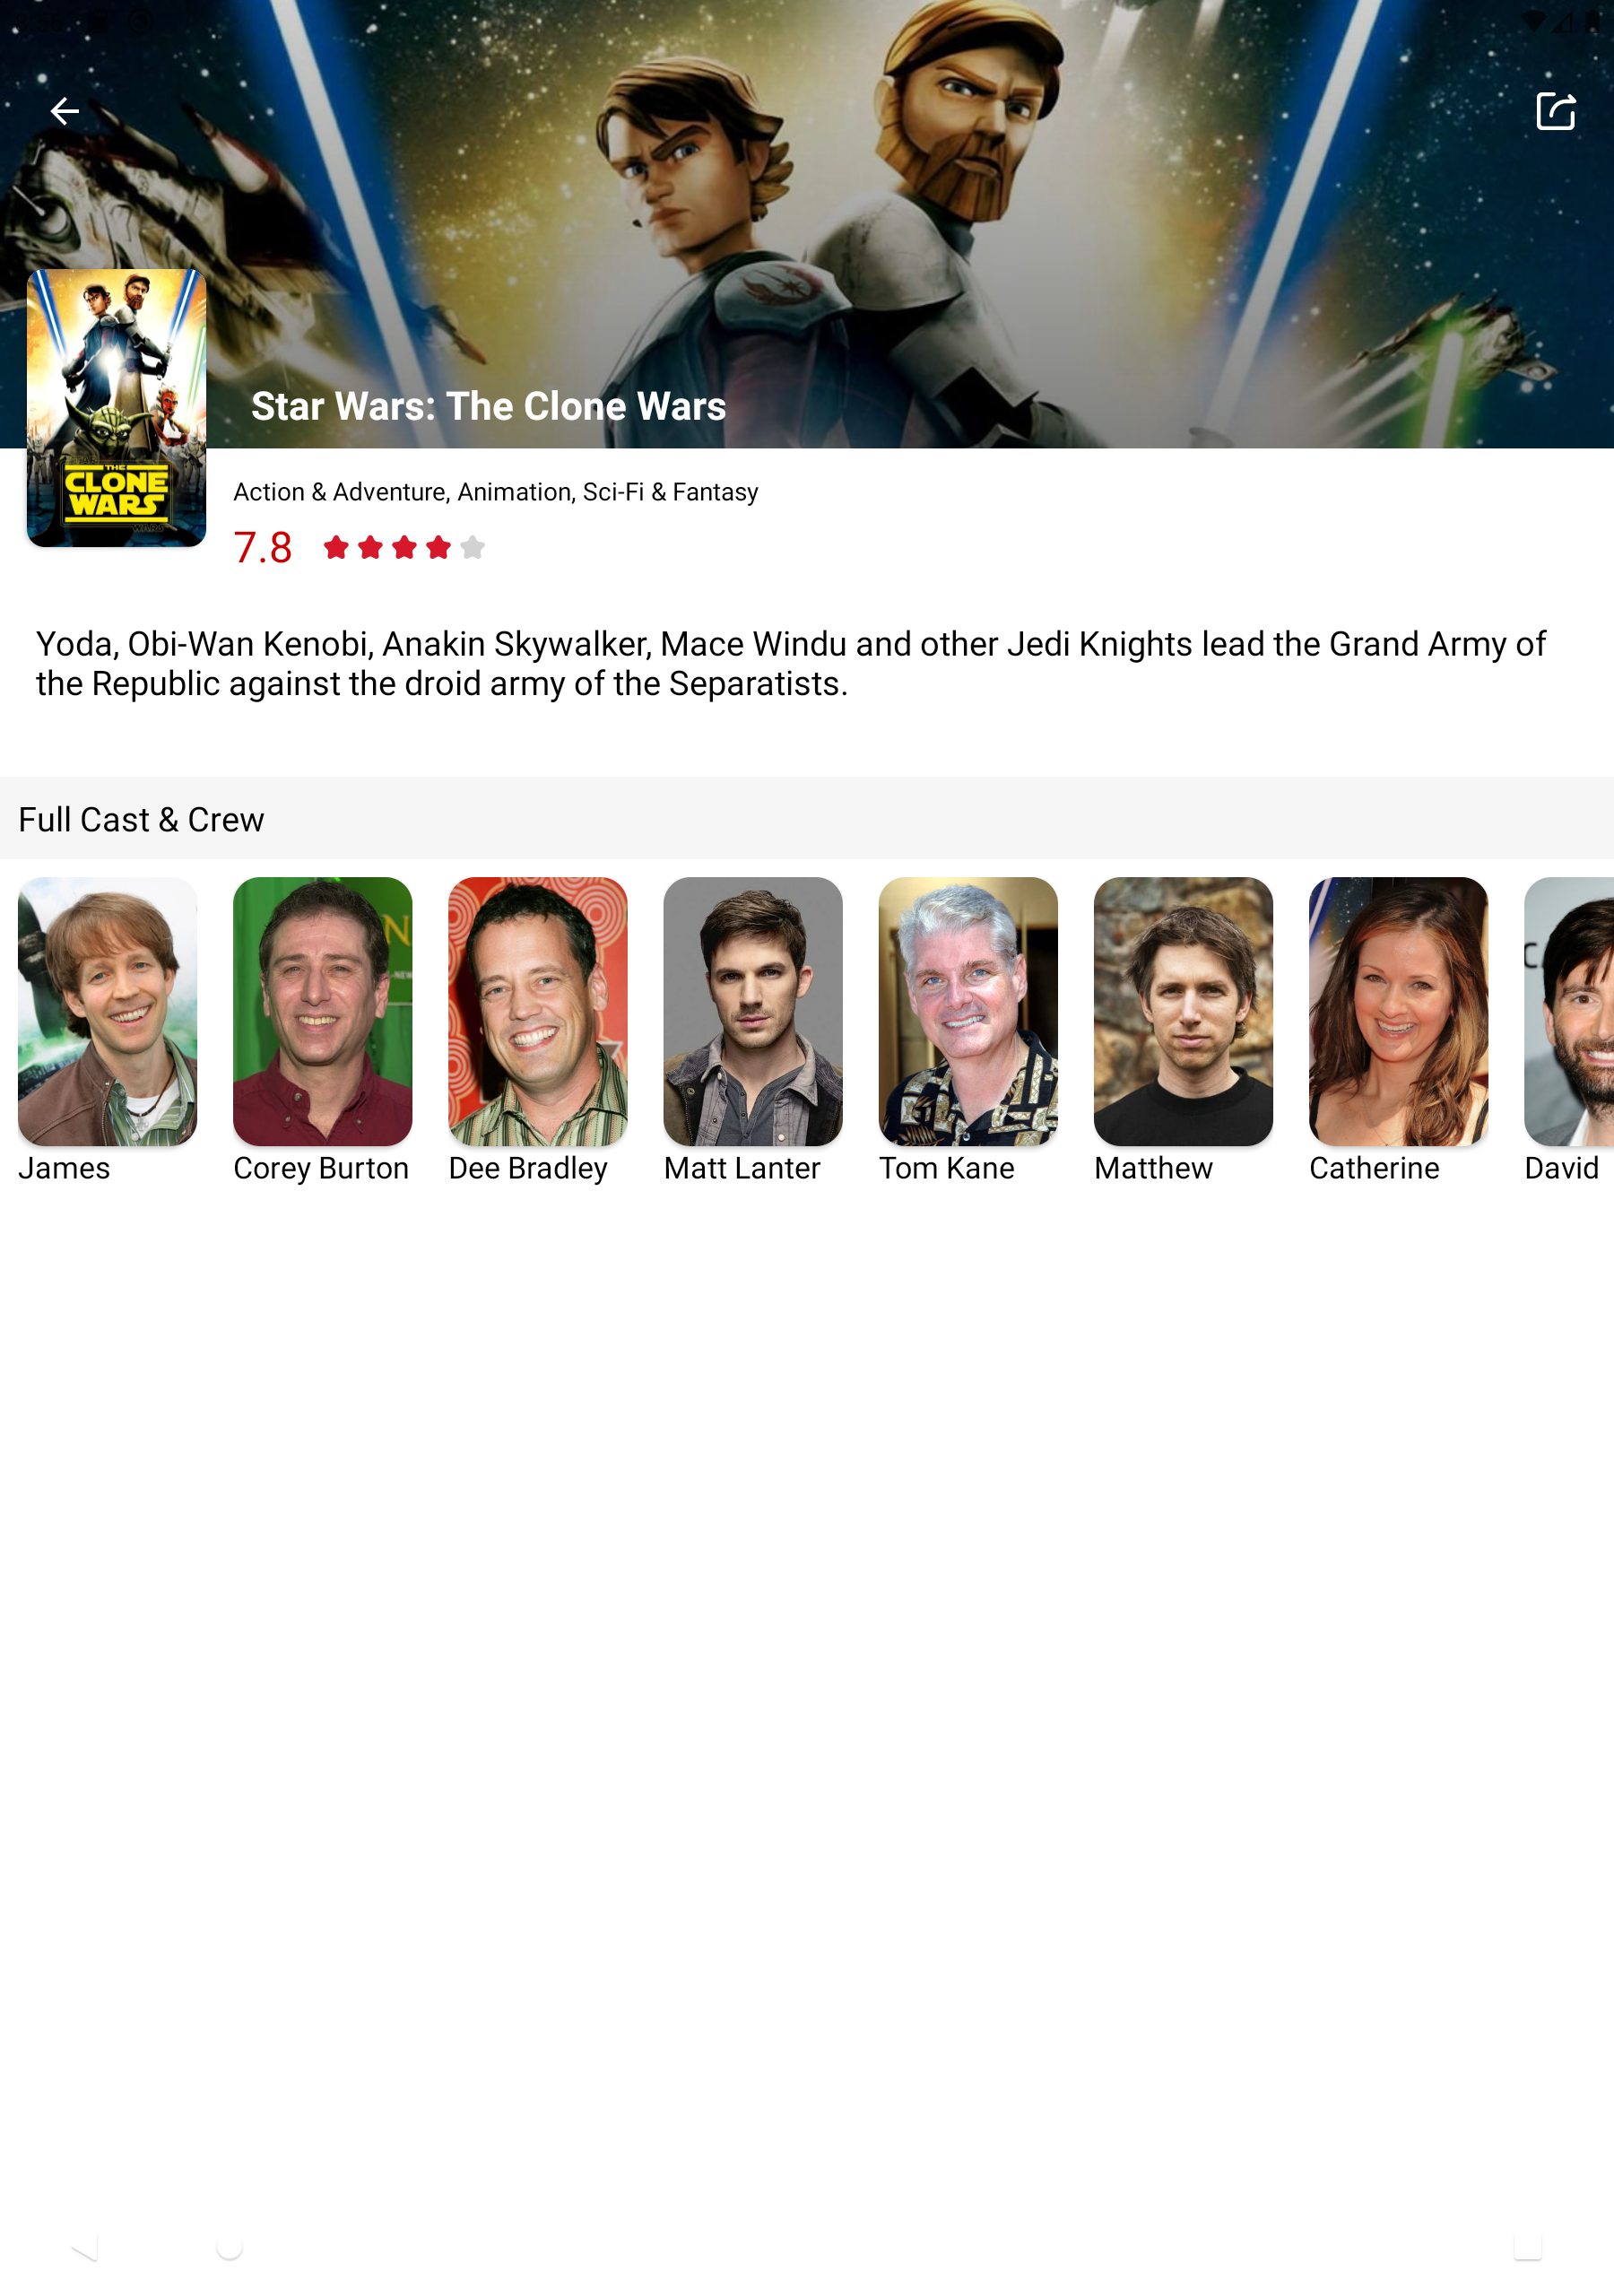 Star Wars: The Clone Wars
THE
CLONE
WARS
Action & Adventure, Animation, Sci-Fi & Fantasy
7.8
Yoda, Obi-Wan Kenobi, Anakin Skywalker, Mace Windu and other Jedi Knights lead the Grand Army of
the Republic against the droid army of the Separatists.
Full Cast & Crew
James
Corey Burton
Dee Bradley
Matt Lanter
Tom Kane
Matthew
Catherine
David